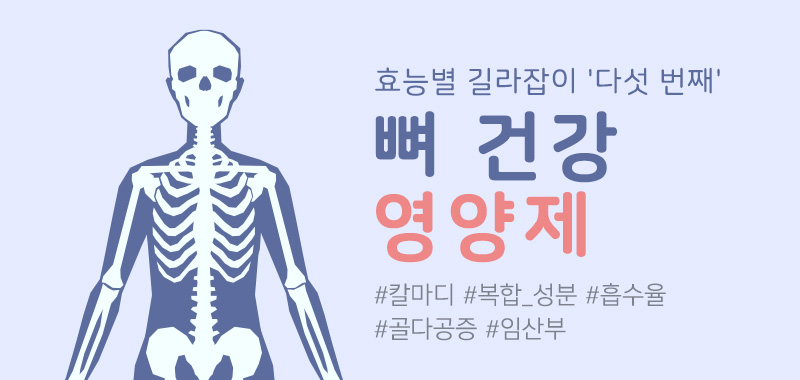 효능별 길라잡이 '다섯 번째'
뼈 건강
영양제
#칼마디 #복합_성분 #흡수율
#골다공증 #임산부